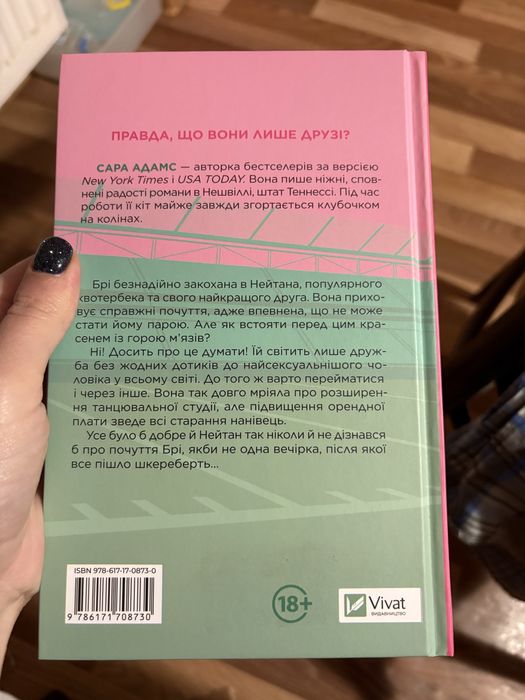 ПРАВДА, ЩО ВОНИ ЛИШЕ ДРУЗІ?
САРА АДАМС — авторка бестселерів за версією
New York Times і USA TODAY. Вона пише ніжні, спов-
нені радості романи в Нешвіллі, штат Теннессі. Під час
роботи її кіт майже завжди згортається клубочком
на колінах.
Брі безнадійно закохана в Нейтана, популярного
квотербека та свого найкращого друга. Вона прихо-
вує справжні почуття, адже впевнена, що не може
стати йому парою. Але як встояти перед цим кра-
сенем із горою м'язів?
Ні! Досить про це думати! Їй світить лише друж-
ба без жодних дотиків до найсексуальнішого чо-
ловіка у всьому світі. До того ж варто перейматися
і через інше. Вона так довго мріяла про розширен-
ня танцювальної студії, але підвищення орендної
плати зведе всі старання нанівець.
Усе було б добре й Нейтан так ніколи й не дізнався
б про почуття Брі, якби не одна вечірка, після якої
все пішло шкереберть...
ISBN 978-617-17-0873-0
9 786171 708730
18+
Vivat
ВИДАВНИЦТВО